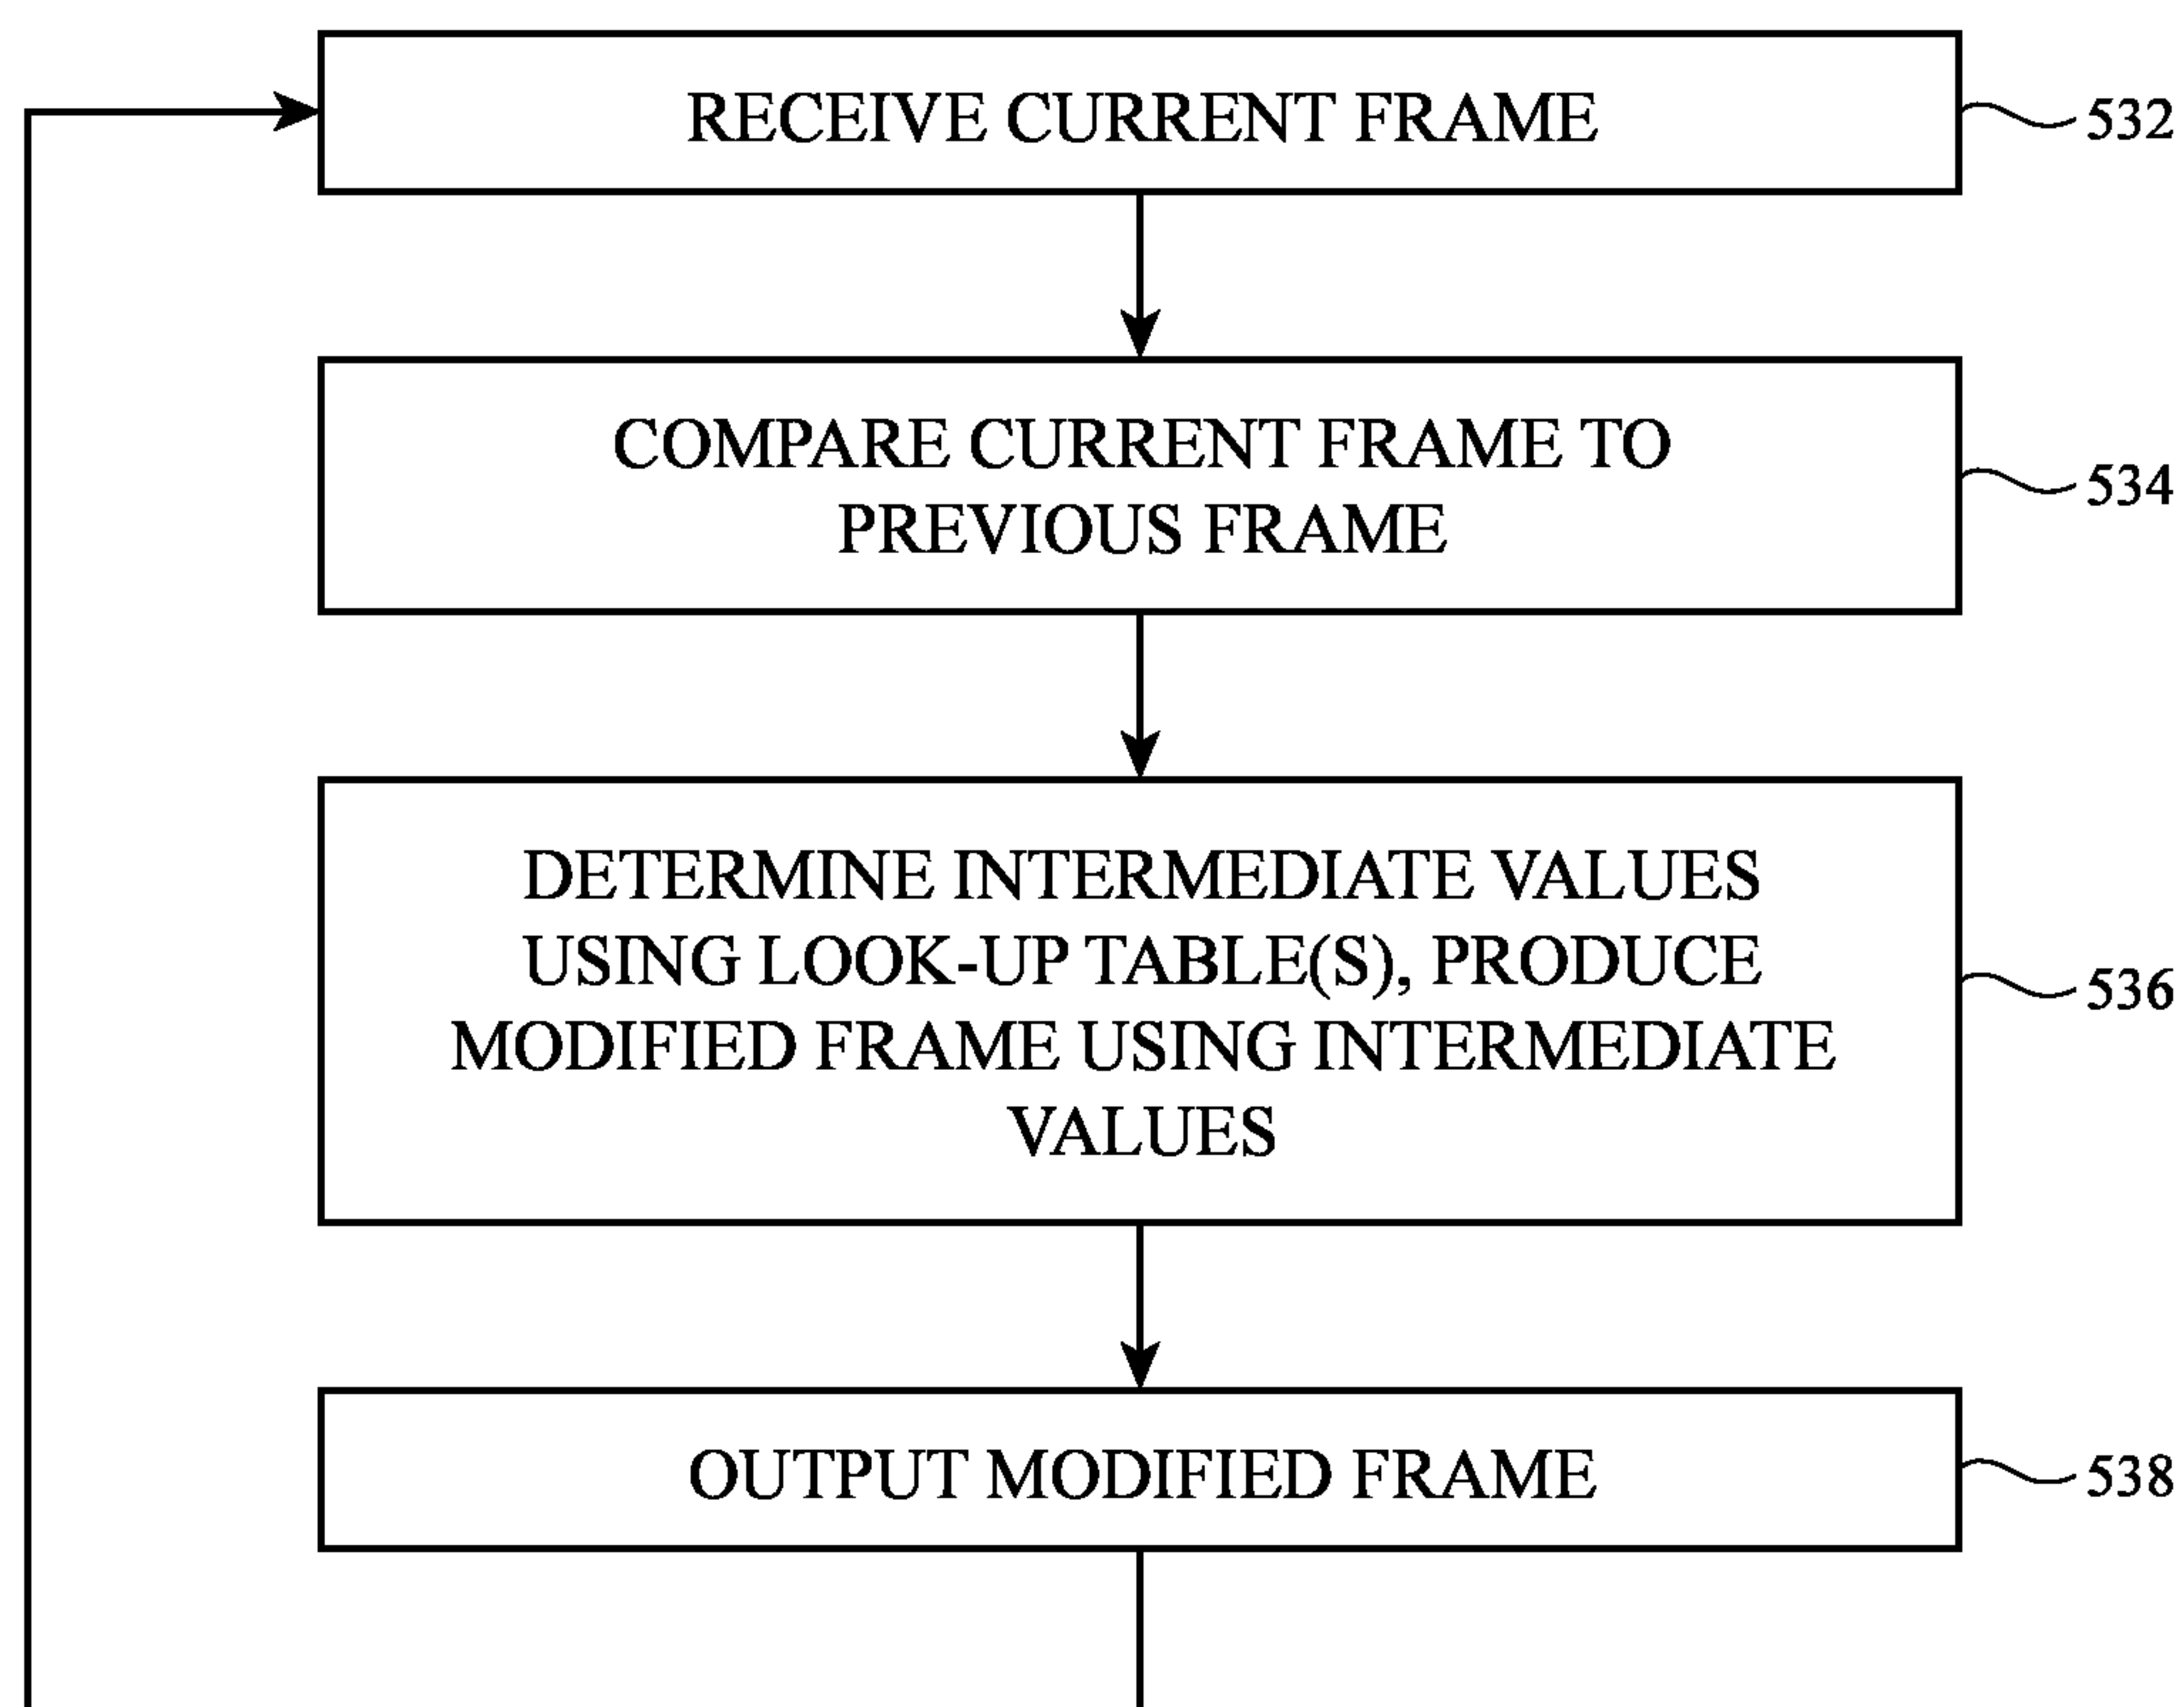 RECEIVE CURRENT FRAME
532
COMPARE CURRENT FRAME TO
PREVIOUS FRAME
534
DETERMINE INTERMEDIATE VALUES
USING LOOK-UP TABLE(S), PRODUCE
MODIFIED FRAME USING INTERMEDIATE
VALUES
536
OUTPUT MODIFIED FRAME
538